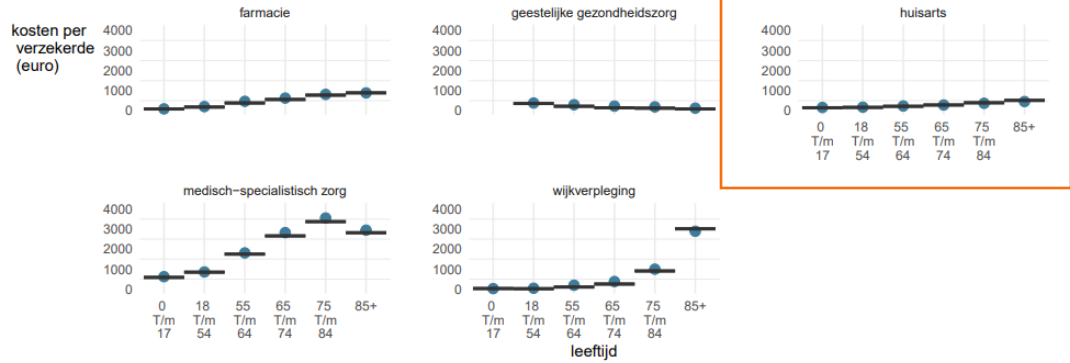 farmacie
geestelijke gezondheidszorg
huisarts
kosten per
verzekerde
(euro)
4000
3000
2000
1000
0
4000
3000
2000
1000
0
4000
3000
2000
1000
0
0 18 55 65 75 85+
T/m T/m T/m T/m T/m
17 54 64 74 84
medisch-specialistisch zorg
wijkverpleging
4000
3000
2000
1000
0
4000
3000
2000
1000
0
0 18 55 65 75 85+
T/m T/m T/m T/m T/m
17 54 64 74 84
0 18 55 65 75 85+
T/m T/m T/m T/m T/m
17 54 64 74 84
leeftijd